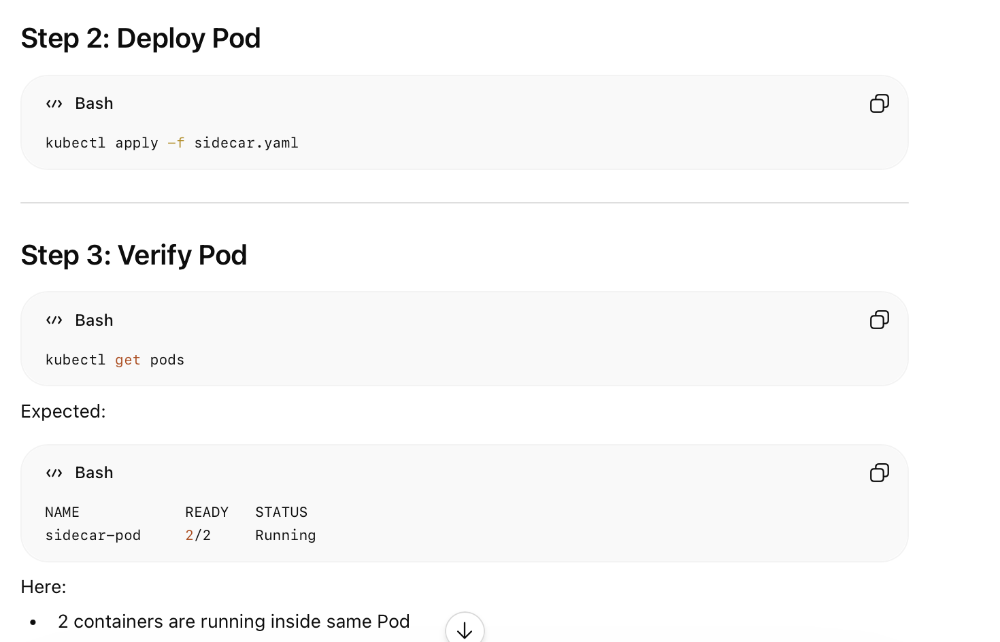 Step 2: Deploy Pod
Bash
kubectl apply -f sidecar.yaml
Step 3: Verify Pod
Bash
kubectl get pods
Expected:
Bash
NAME            READY   STATUS
sidecar-pod     2/2     Running
Here:
• 2 containers are running inside same Pod